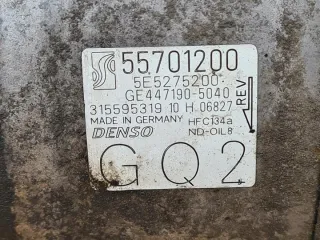 55701200
5E5275200
GE447190-5040
315595319 10 H 06827
MADE IN GERMANY HFC134a
DENSO ND-OIL8
REV
GQ2